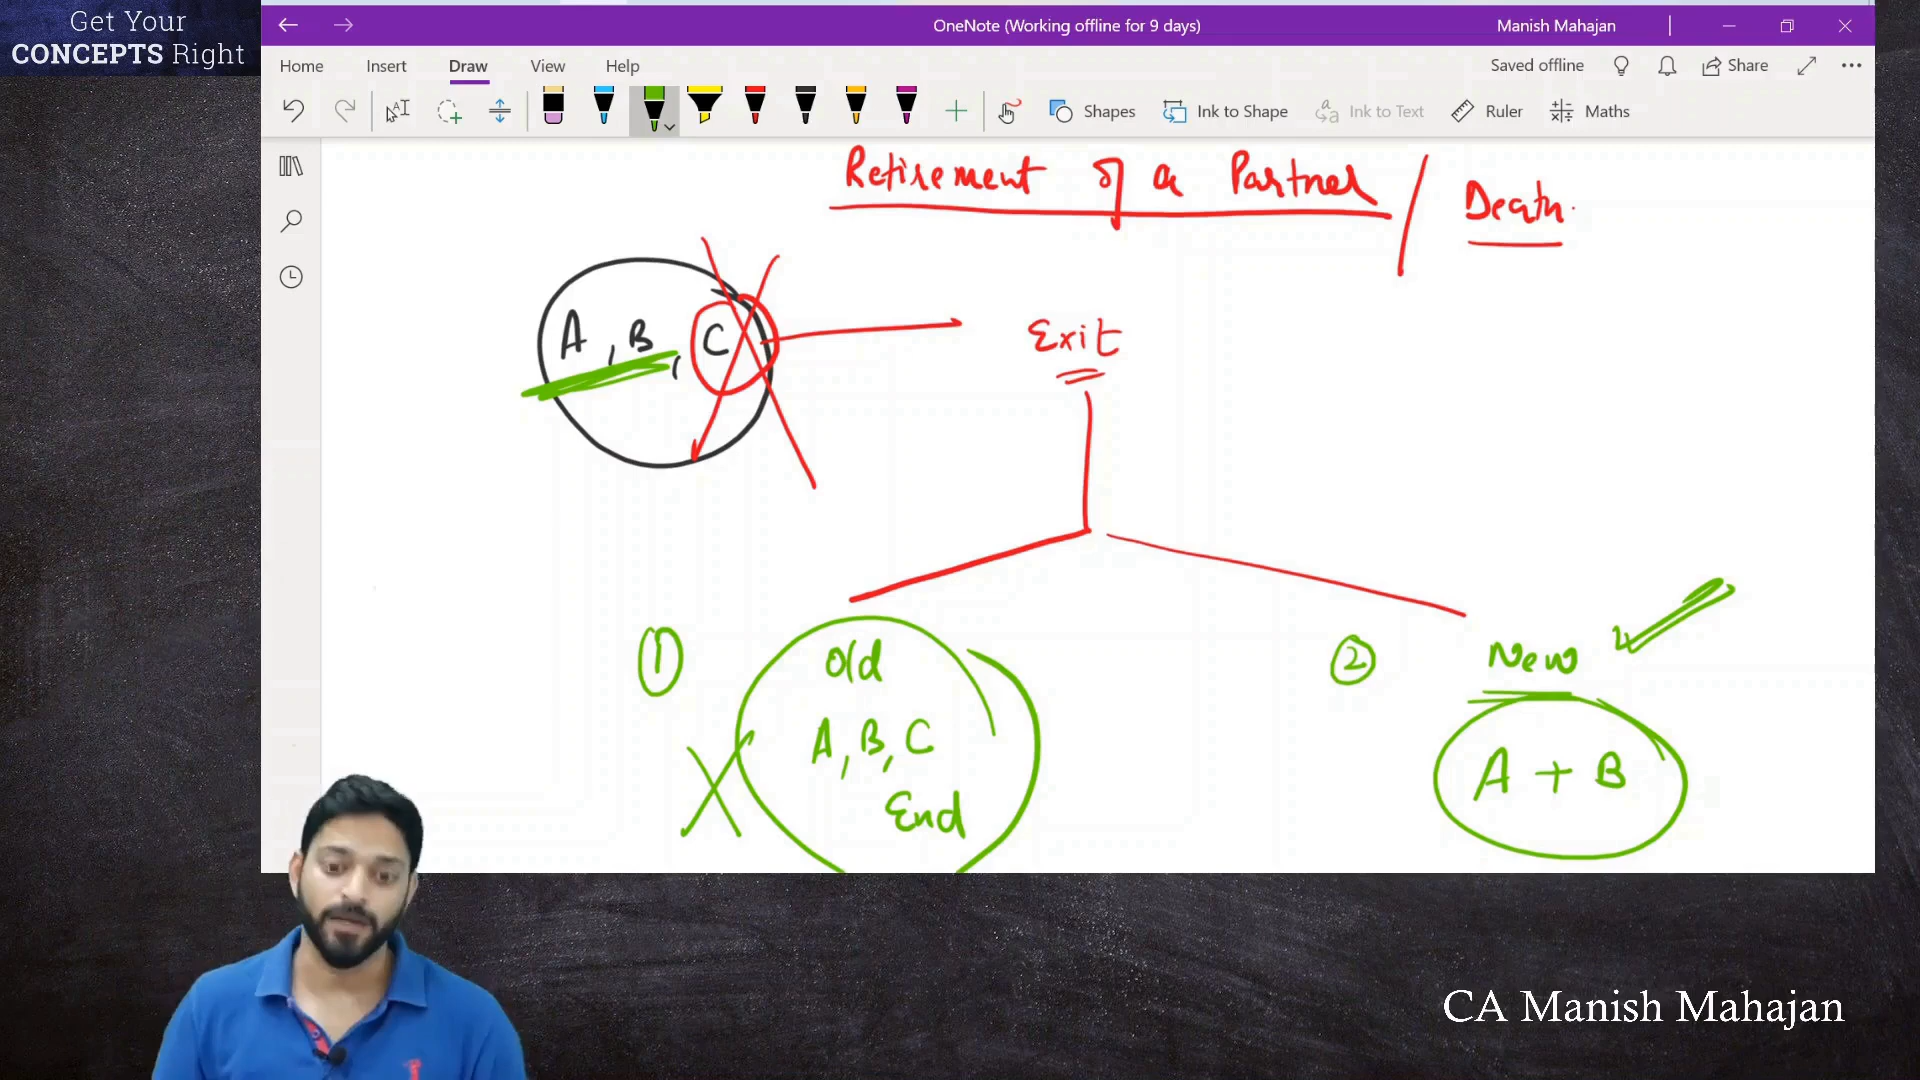 Get Your
CONCEPTS Right
OneNote (Working offline for 9 days)
Manish Mahajan
Home Insert Draw View Help
Saved offline
Share
Shapes
Ink to Shape
Ink to Text
Ruler
Maths
Retirement of a Partner / Death.
A, B, C
Exit
1
Old
A, B, C
End
2
New
A + B
CA Manish Mahajan